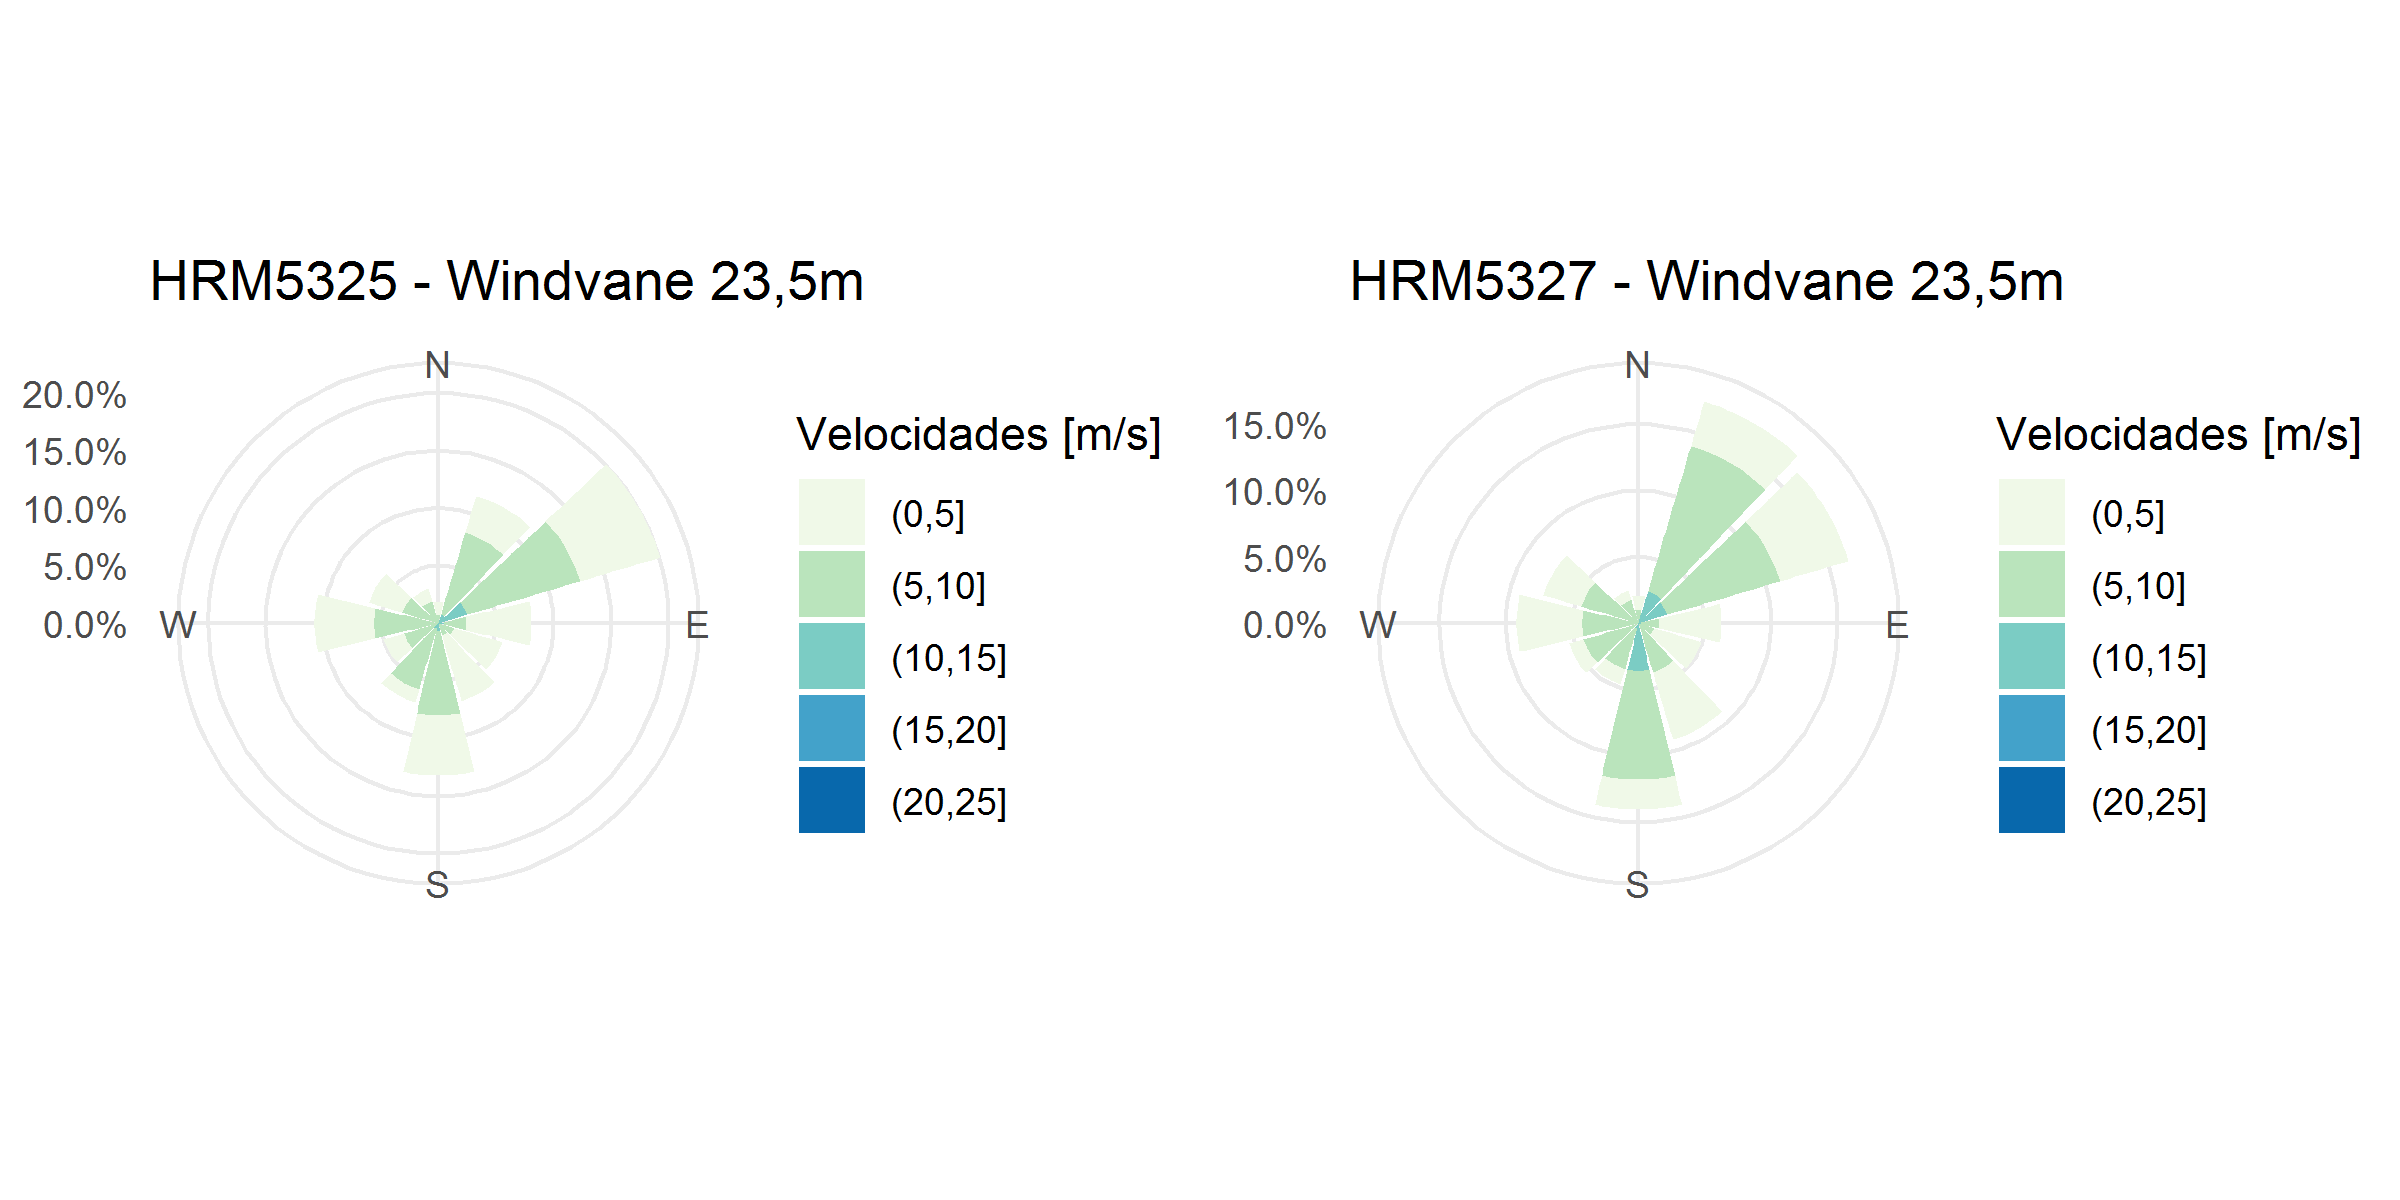 HRM5325 - Windvane 23,5m
N
20.0%
15.0%
10.0%
5.0%
0.0%
W
E
S
Velocidades [m/s]
(0,5]
(5,10]
(10,15]
(15,20]
(20,25]
HRM5327 - Windvane 23,5m
N
15.0%
10.0%
5.0%
0.0%
W
E
S
Velocidades [m/s]
(0,5]
(5,10]
(10,15]
(15,20]
(20,25]